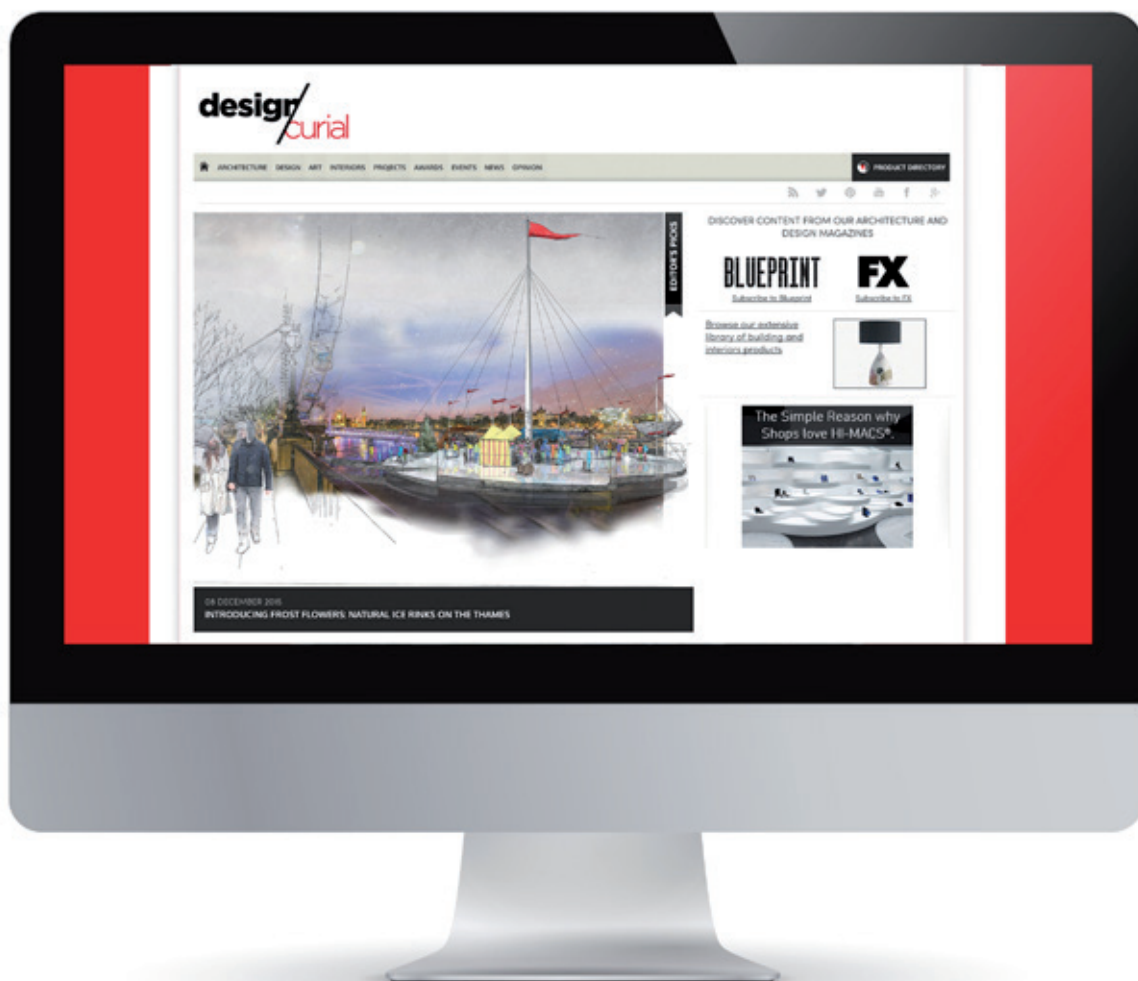 design/
curial
ARCHITECTURE DESIGN ART INTERIORS PROJECTS AWARDS EVENTS NEWS OPINION
PRODUCT DIRECTORY
EDITOR'S PICKS
DISCOVER CONTENT FROM OUR ARCHITECTURE AND
DESIGN MAGAZINES
BLUEPRINT
FX
Subscribe to Blueprint
Subscribe to FX
Browse our extensive
library of building and
interiors products
The Simple Reason why
Shops love HI-MACS®.
08 DECEMBER 2015
INTRODUCING FROST FLOWERS: NATURAL ICE RINKS ON THE THAMES